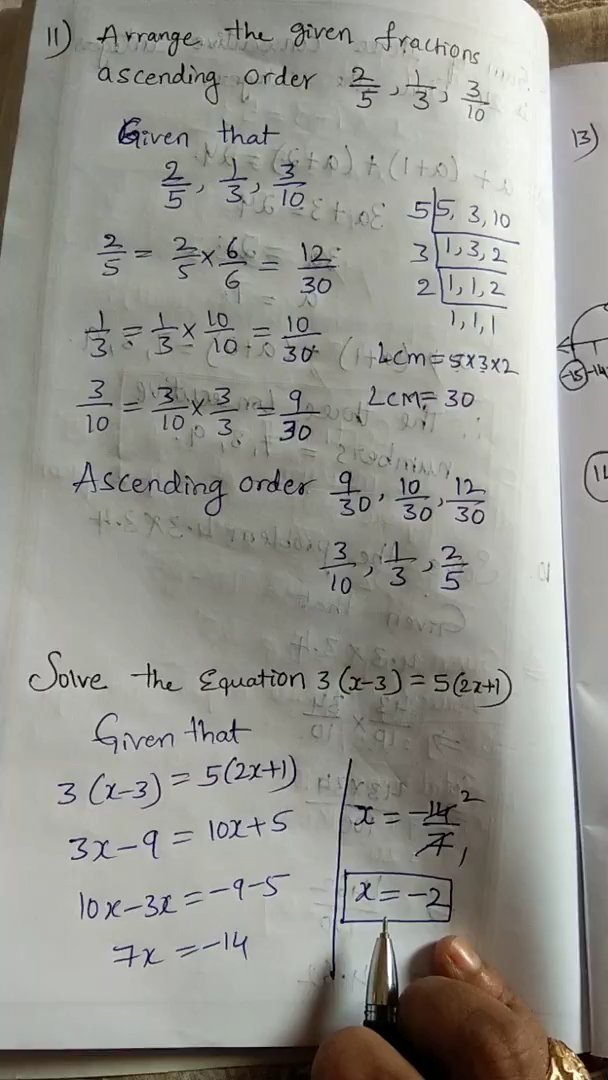 11) Arrange the given fractions
ascending order 2/5, 1/3, 3/10
Given that
2/5, 1/3, 3/10
5|5, 3, 10
3|1, 3, 2
2|1, 1, 2
1, 1, 1
2/5 = 2/5 × 6/6 = 12/30
1/3 = 1/3 × 10/10 = 10/30
Lcm = 5×3×2
3/10 = 3/10 × 3/3 = 9/30
Lcm = 30
Ascending order 9/30, 10/30, 12/30
3/10, 1/3, 2/5
Solve the Equation 3(x-3) = 5(2x+1)
Given that
3(x-3) = 5(2x+1)
3x-9 = 10x+5
10x-3x = -9-5
7x = -14
x = -14/7 2 1
x = -2
13)
-15 -14